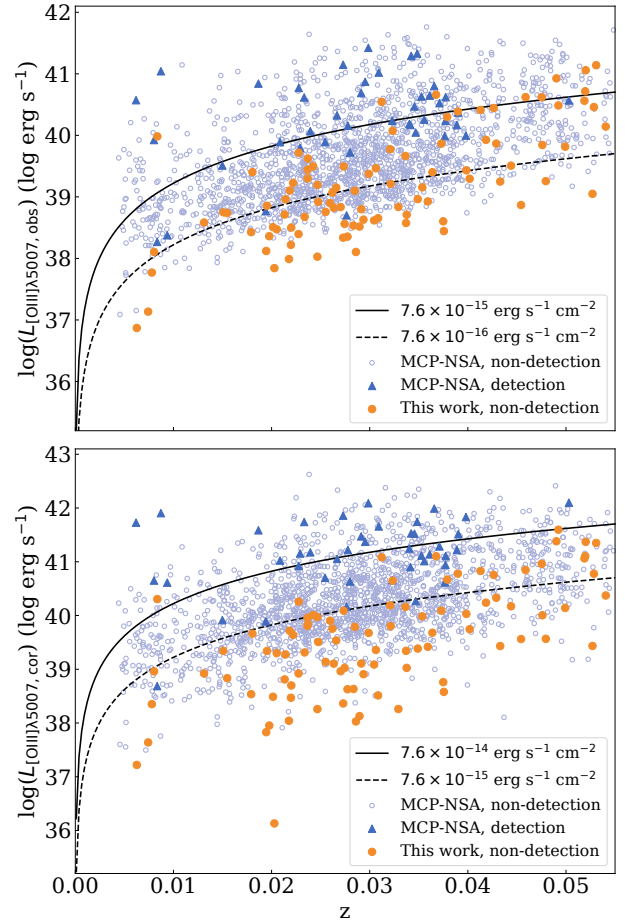 42
41
40
39
38
37
36
log(L[OIII]λ5007, obs) (log erg s⁻¹)
7.6 × 10⁻¹⁵ erg s⁻¹ cm⁻²
7.6 × 10⁻¹⁶ erg s⁻¹ cm⁻²
MCP-NSA, non-detection
MCP-NSA, detection
This work, non-detection
43
42
41
40
39
38
37
36
log(L[OIII]λ5007, cor) (log erg s⁻¹)
7.6 × 10⁻¹⁴ erg s⁻¹ cm⁻²
7.6 × 10⁻¹⁵ erg s⁻¹ cm⁻²
MCP-NSA, non-detection
MCP-NSA, detection
This work, non-detection
0.00 0.01 0.02 0.03 0.04 0.05
z